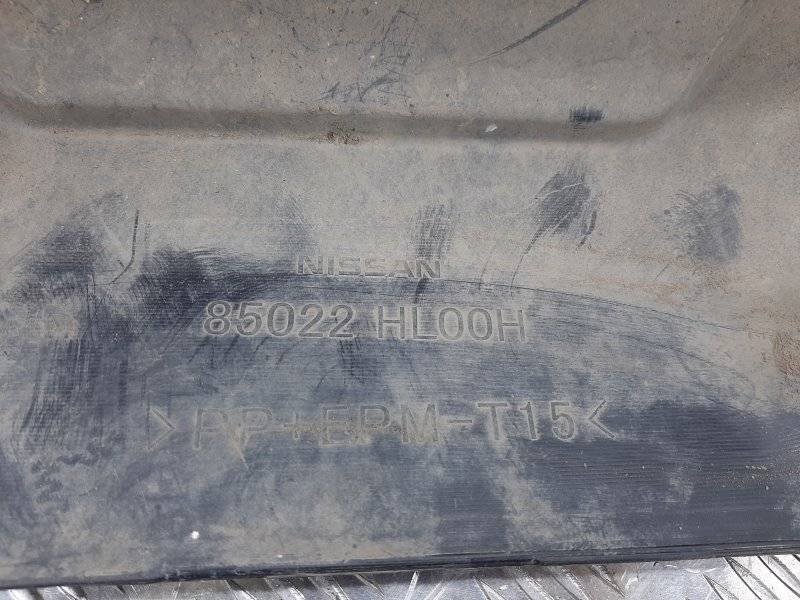 NISSAN
85022 HL00H
>PP+EPM-T15<